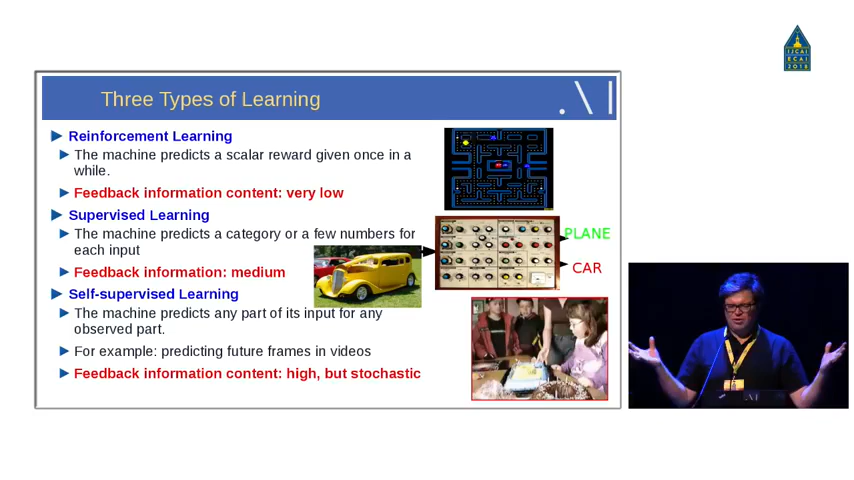 IJCAI
ECAI
2018
Three Types of Learning
Reinforcement Learning
The machine predicts a scalar reward given once in a
while.
Feedback information content: very low
Supervised Learning
The machine predicts a category or a few numbers for
each input
Feedback information: medium
PLANE
CAR
Self-supervised Learning
The machine predicts any part of its input for any
observed part.
For example: predicting future frames in videos
Feedback information content: high, but stochastic